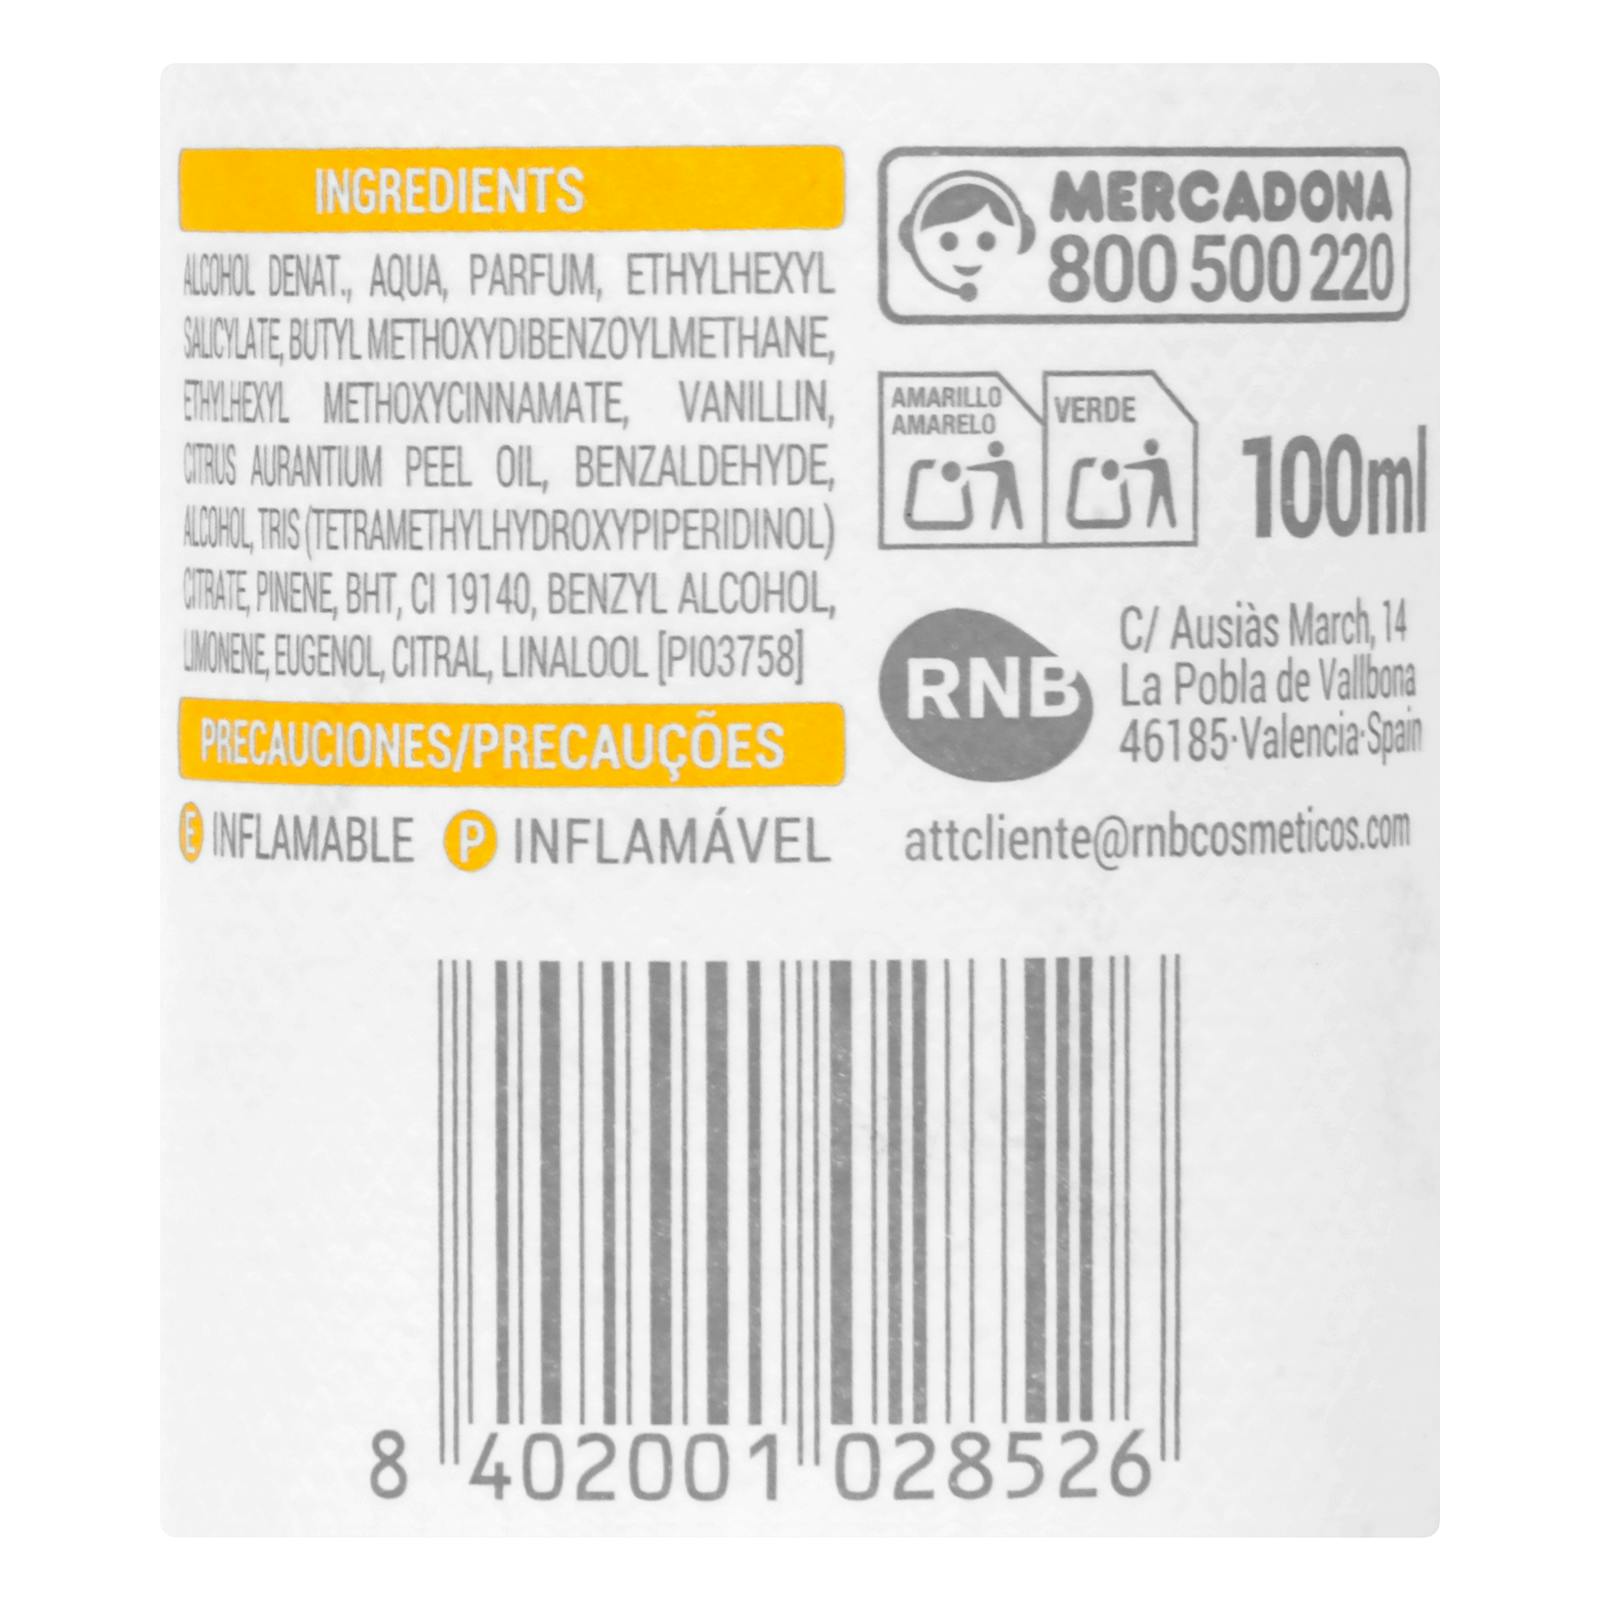 INGREDIENTS
ALCOHOL DENAT., AQUA, PARFUM, ETHYLHEXYL
SALICYLATE, BUTYL METHOXYDIBENZOYLMETHANE,
ETHYLHEXYL METHOXYCINNAMATE, VANILLIN,
CITRUS AURANTIUM PEEL OIL, BENZALDEHYDE,
ALCOHOL, TRIS (TETRAMETHYLHYDROXYPIPERIDINOL)
CITRATE, PINENE, BHT, CI 19140, BENZYL ALCOHOL,
LIMONENE, EUGENOL, CITRAL, LINALOOL [PI03758]
PRECAUCIONES/PRECAUÇÕES
E INFLAMABLE P INFLAMÁVEL
MERCADONA
800 500 220
AMARILLO
AMARELO
VERDE
100ml
RNB
C/ Ausiàs March, 14
La Pobla de Vallbona
46185·Valencia·Spain
attcliente@rnbcosmeticos.com
8 402001 028526